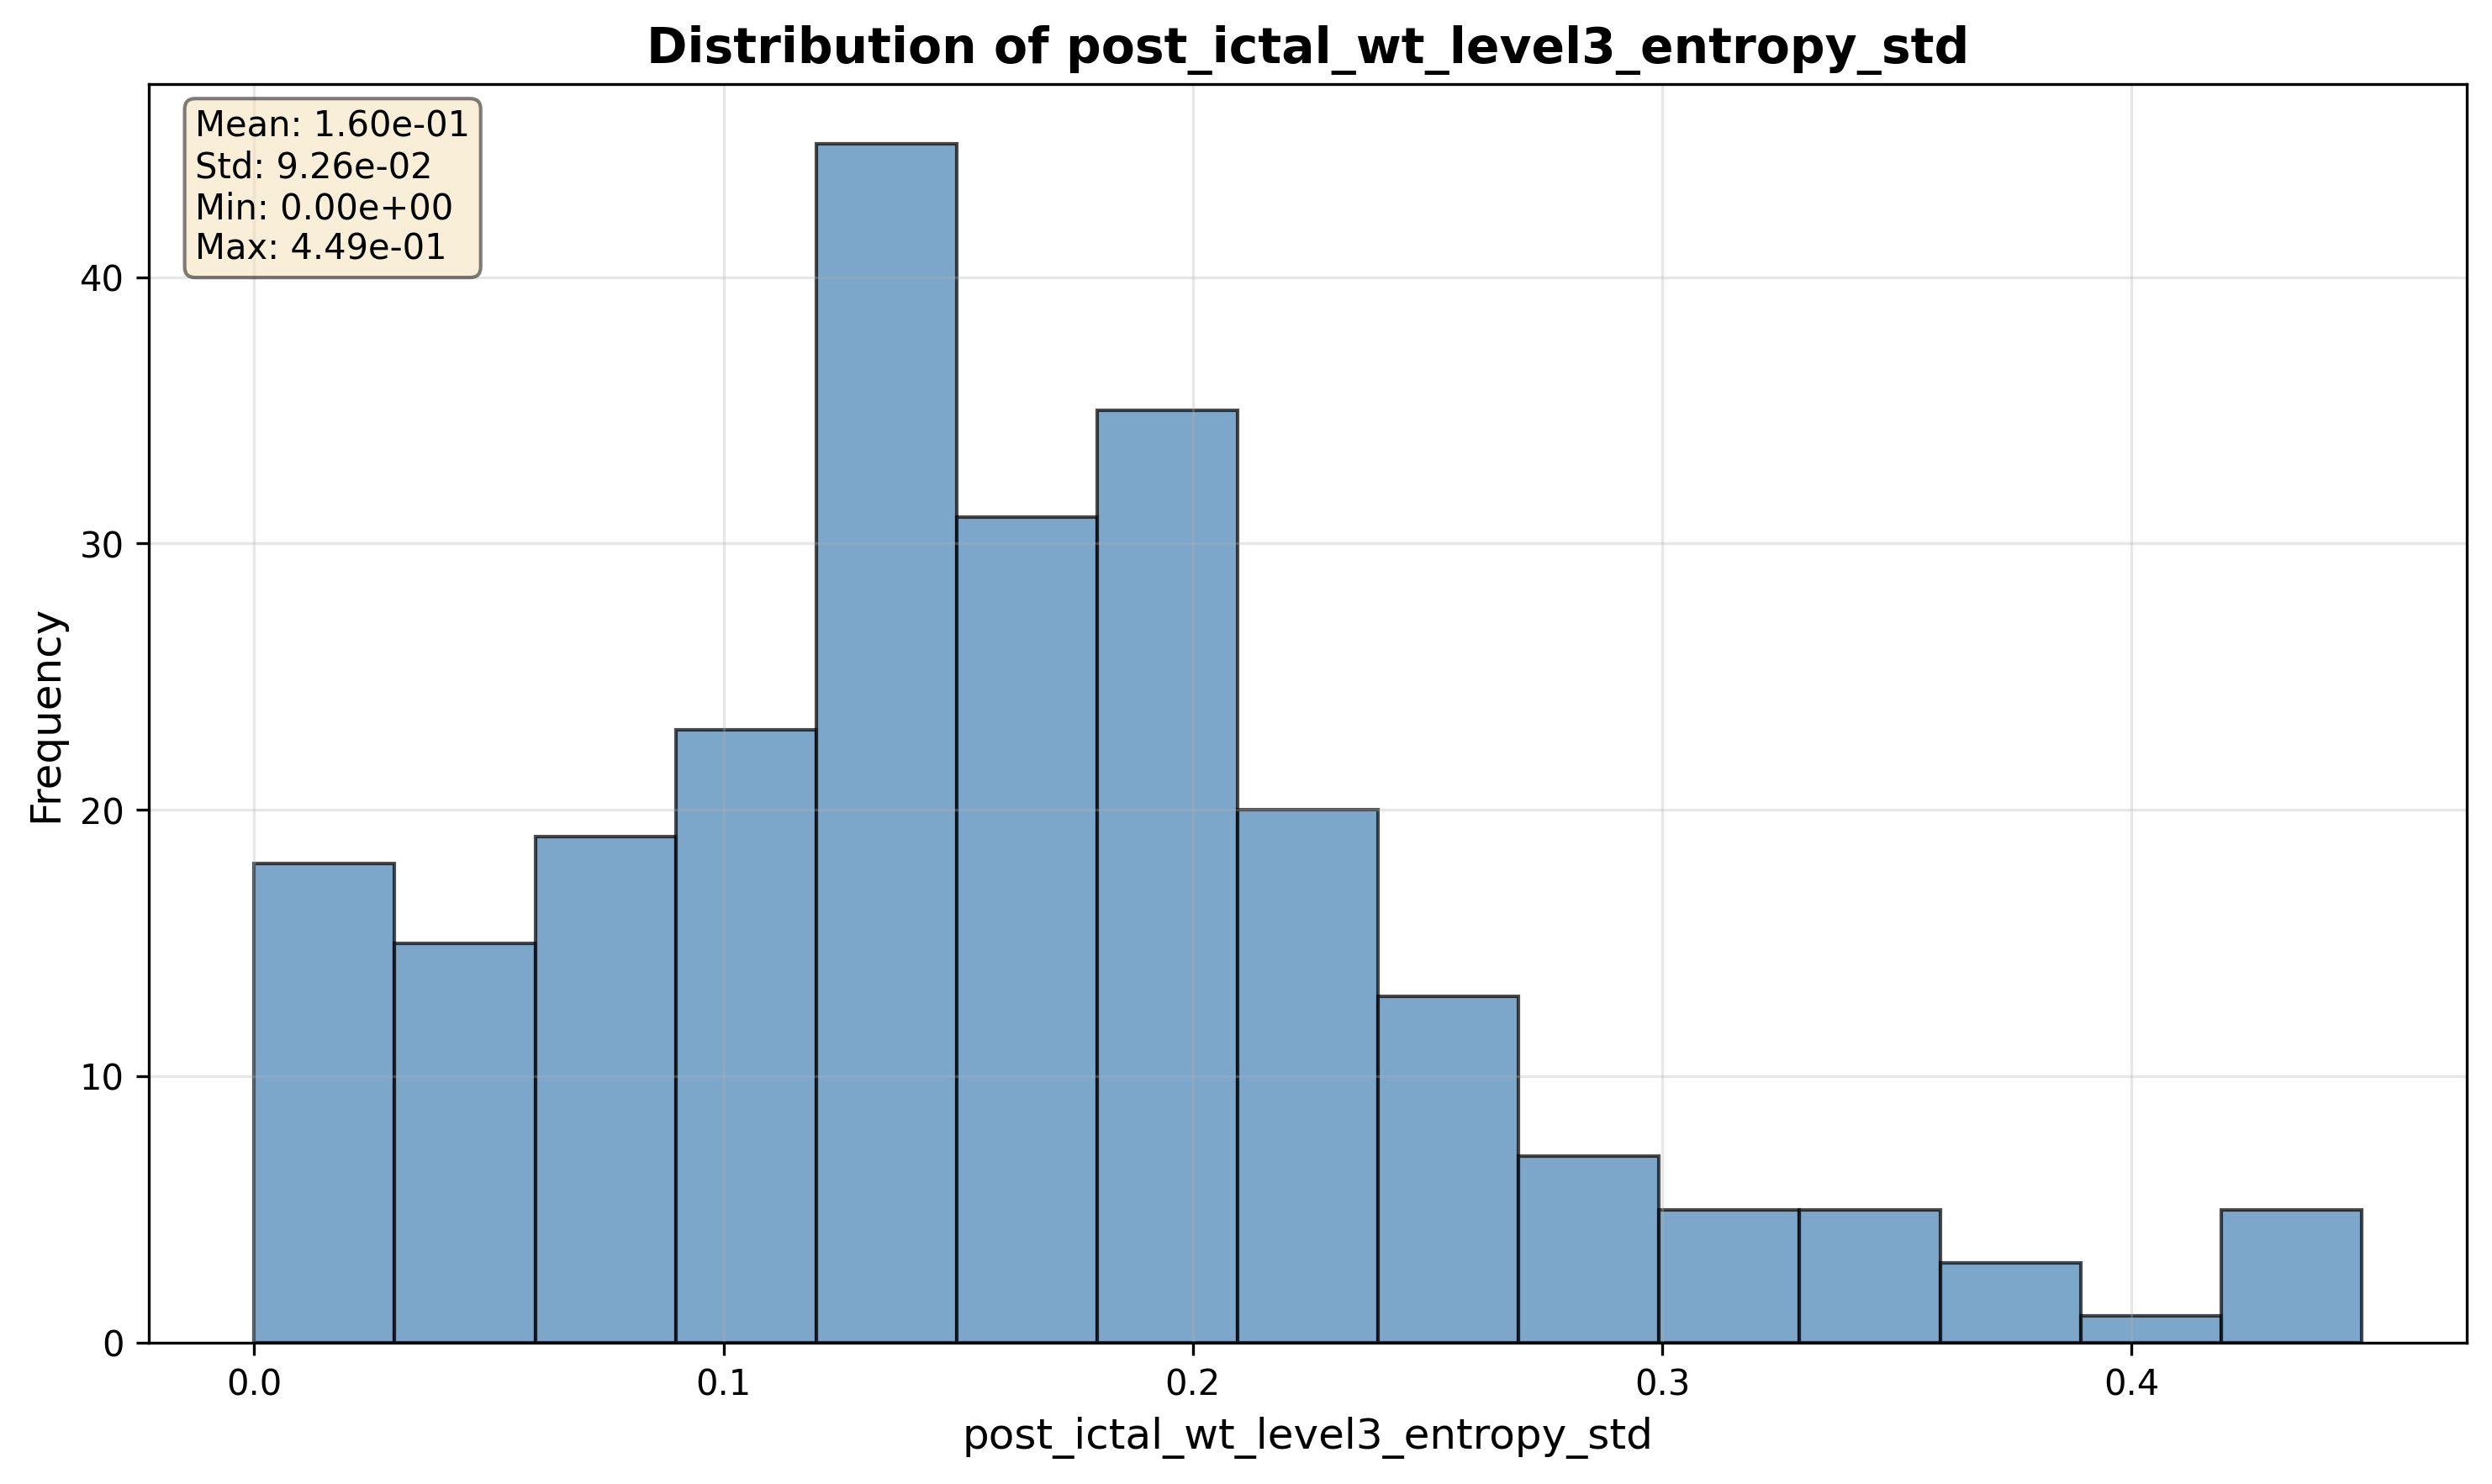 Distribution of post_ictal_wt_level3_entropy_std
Mean: 1.60e-01
Std: 9.26e-02
Min: 0.00e+00
Max: 4.49e-01
Frequency
40
30
20
10
0
0.0 0.1 0.2 0.3 0.4
post_ictal_wt_level3_entropy_std